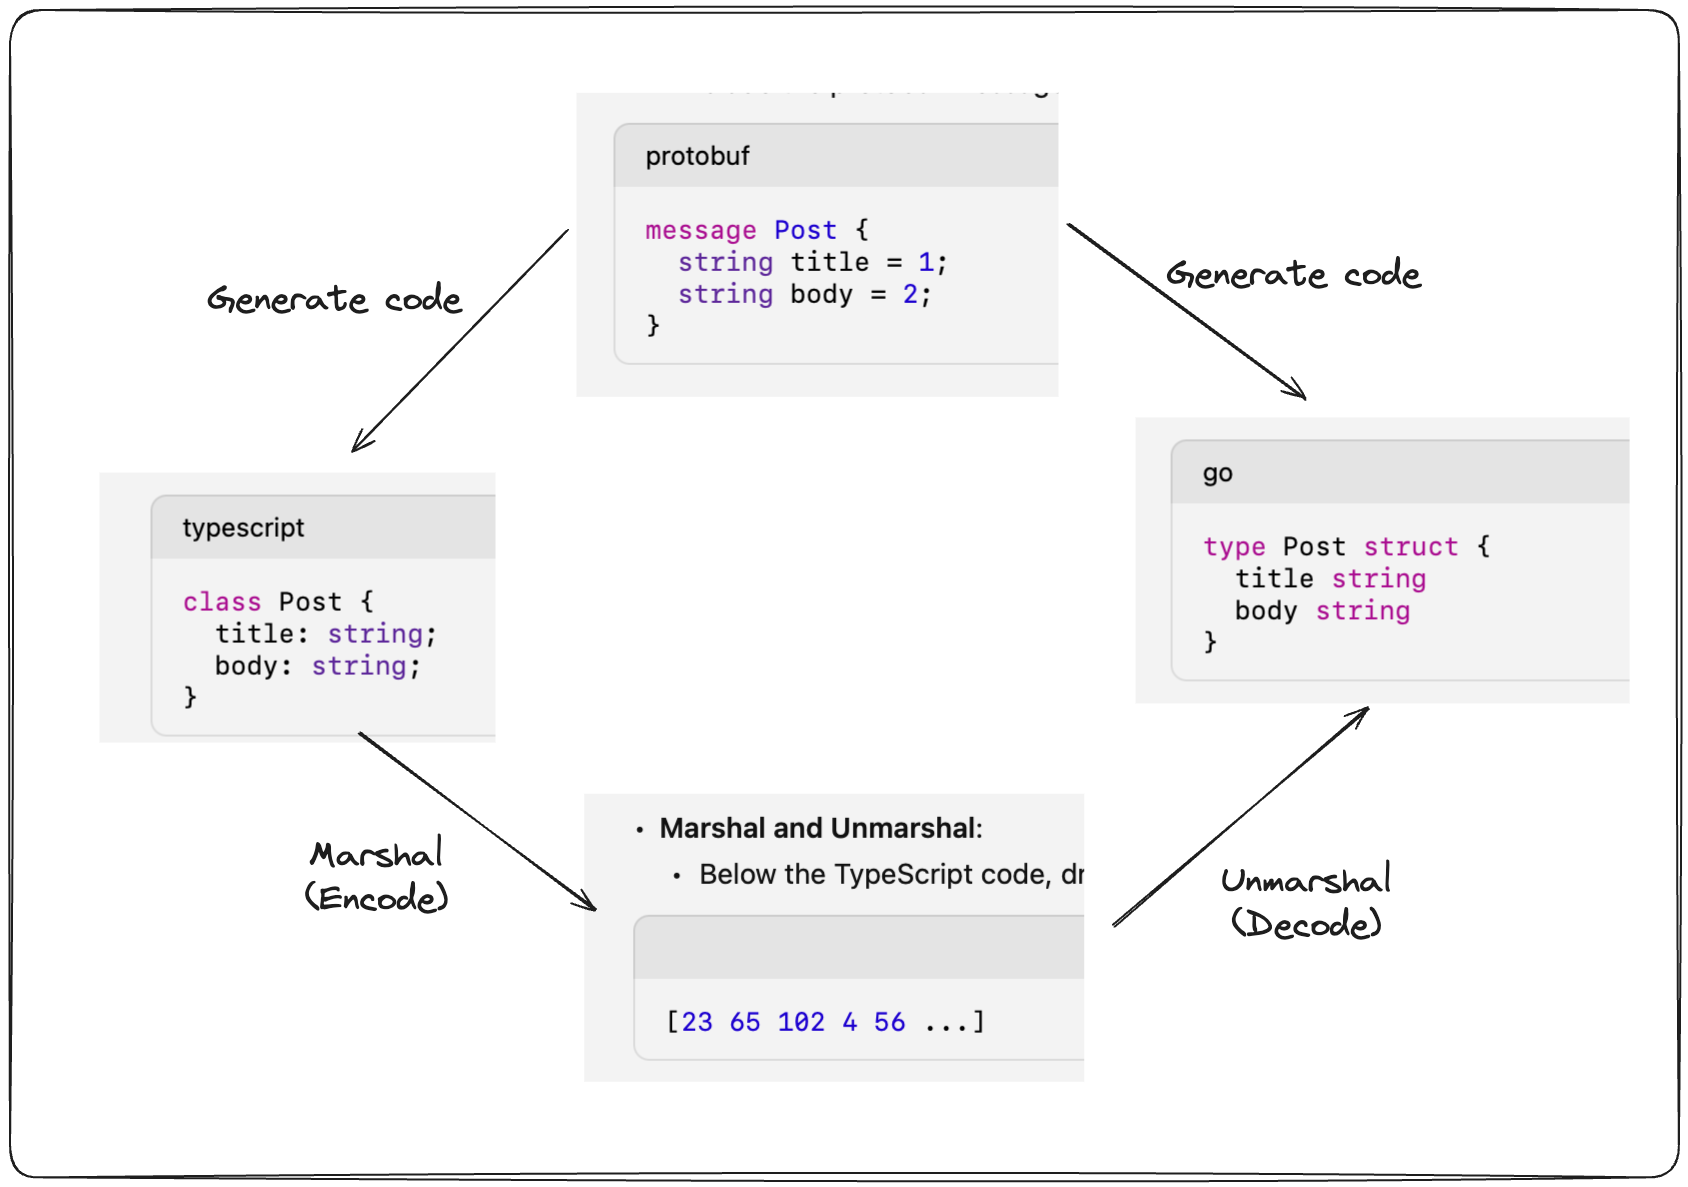 protobuf
message Post {
string title = 1;
string body = 2;
}
Generate code
Generate code
typescript
class Post {
title: string;
body: string;
}
go
type Post struct {
title string
body string
}
Marshal
(Encode)
• Marshal and Unmarshal:
• Below the TypeScript code,
[23 65 102 4 56 ...]
Unmarshal
(Decode)